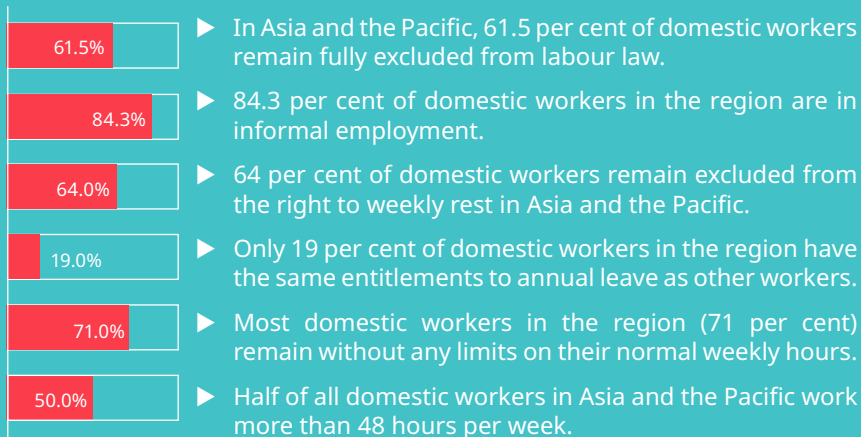 61.5%
▶ In Asia and the Pacific, 61.5 per cent of domestic workers
remain fully excluded from labour law.
84.3%
▶ 84.3 per cent of domestic workers in the region are in
informal employment.
64.0%
▶ 64 per cent of domestic workers remain excluded from
the right to weekly rest in Asia and the Pacific.
19.0%
▶ Only 19 per cent of domestic workers in the region have
the same entitlements to annual leave as other workers.
71.0%
▶ Most domestic workers in the region (71 per cent)
remain without any limits on their normal weekly hours.
50.0%
▶ Half of all domestic workers in Asia and the Pacific work
more than 48 hours per week.